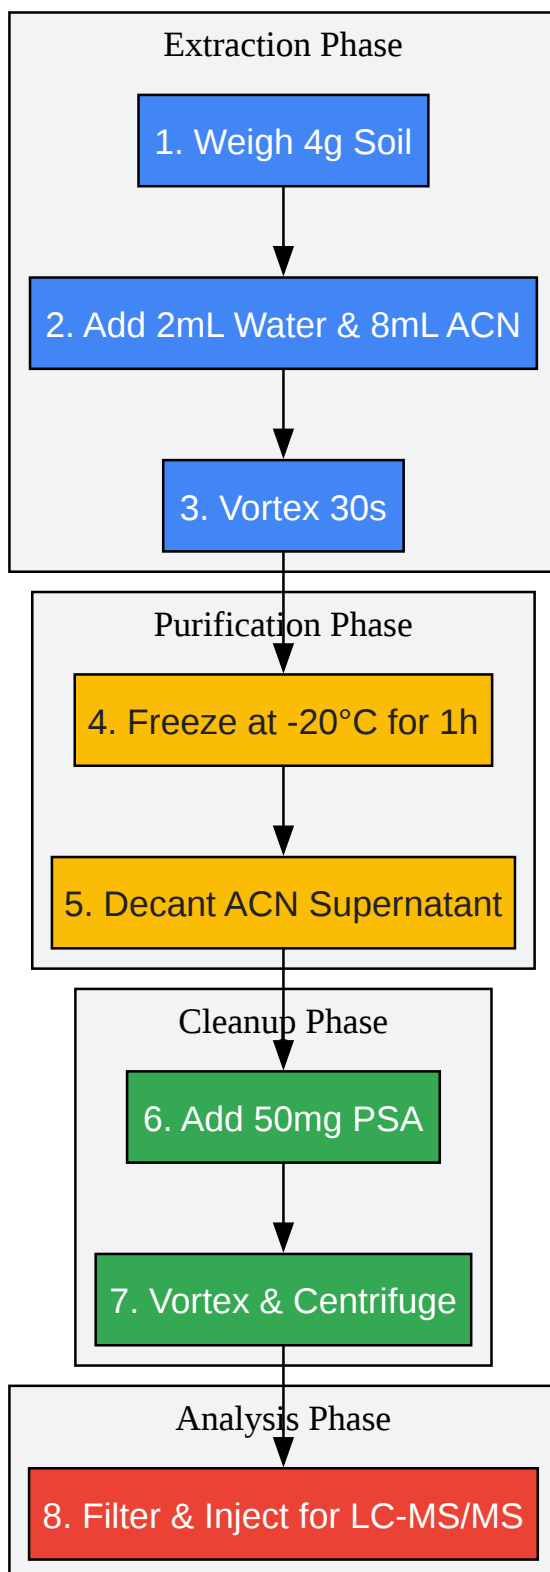 Extraction Phase
1. Weigh 4g Soil
2. Add 2mL Water & 8mL ACN
3. Vortex 30s
Purification Phase
4. Freeze at -20°C for 1h
5. Decant ACN Supernatant
Cleanup Phase
6. Add 50mg PSA
7. Vortex & Centrifuge
Analysis Phase
8. Filter & Inject for LC-MS/MS